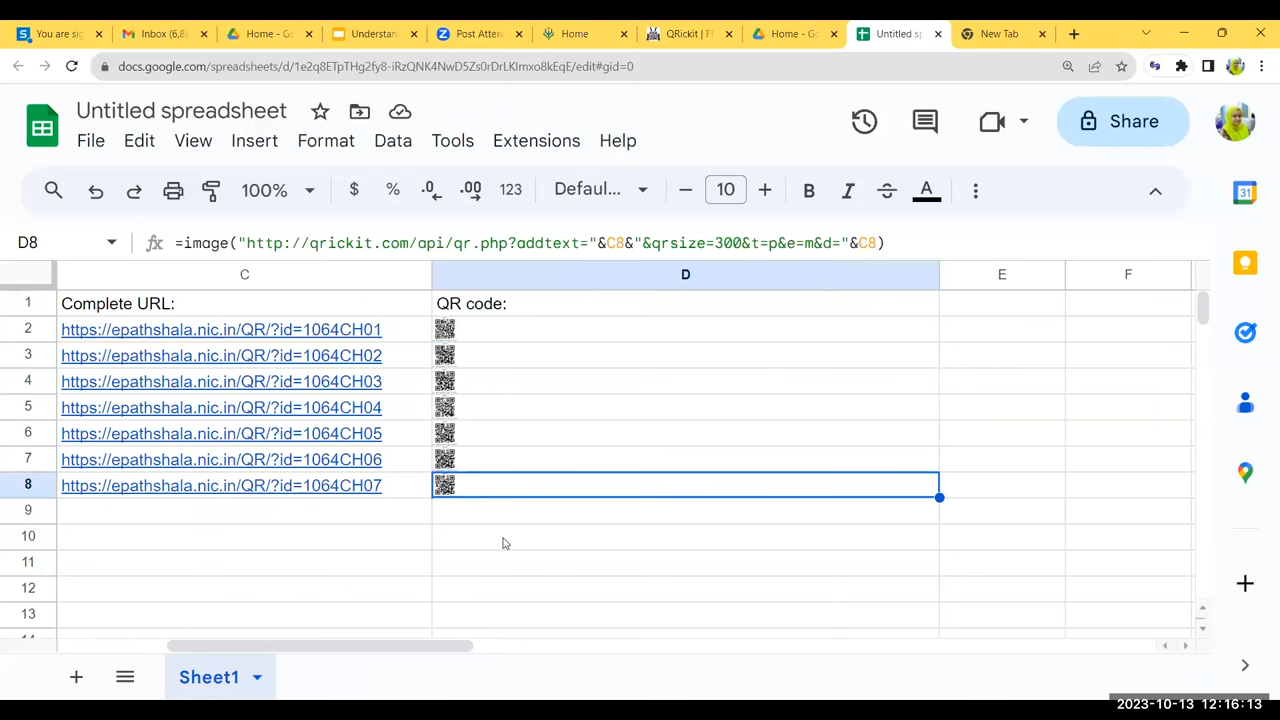 You are sig
Inbox (6,89
Home - Go
Understan
Post Atten
Home
QRickit | F
Home - Go
Untitled sp
New Tab
docs.google.com/spreadsheets/d/1e2q8ETpTHg2fy8-iRzQNK4NwD5Zs0rDrLKImxo8kEqE/edit#gid=0
Untitled spreadsheet
Share
File Edit View Insert Format Data Tools Extensions Help
100% $ % .0 .00 123 Defaul... 10 B I S A
D8 fx =image("http://qrickit.com/api/qr.php?addtext="&C8&"&qrsize=300&t=p&e=m&d="&C8)
C D E F
1 Complete URL: QR code:
2 https://epathshala.nic.in/QR/?id=1064CH01
3 https://epathshala.nic.in/QR/?id=1064CH02
4 https://epathshala.nic.in/QR/?id=1064CH03
5 https://epathshala.nic.in/QR/?id=1064CH04
6 https://epathshala.nic.in/QR/?id=1064CH05
7 https://epathshala.nic.in/QR/?id=1064CH06
8 https://epathshala.nic.in/QR/?id=1064CH07
9
10
11
12
13
Sheet1
2023-10-13 12:16:13